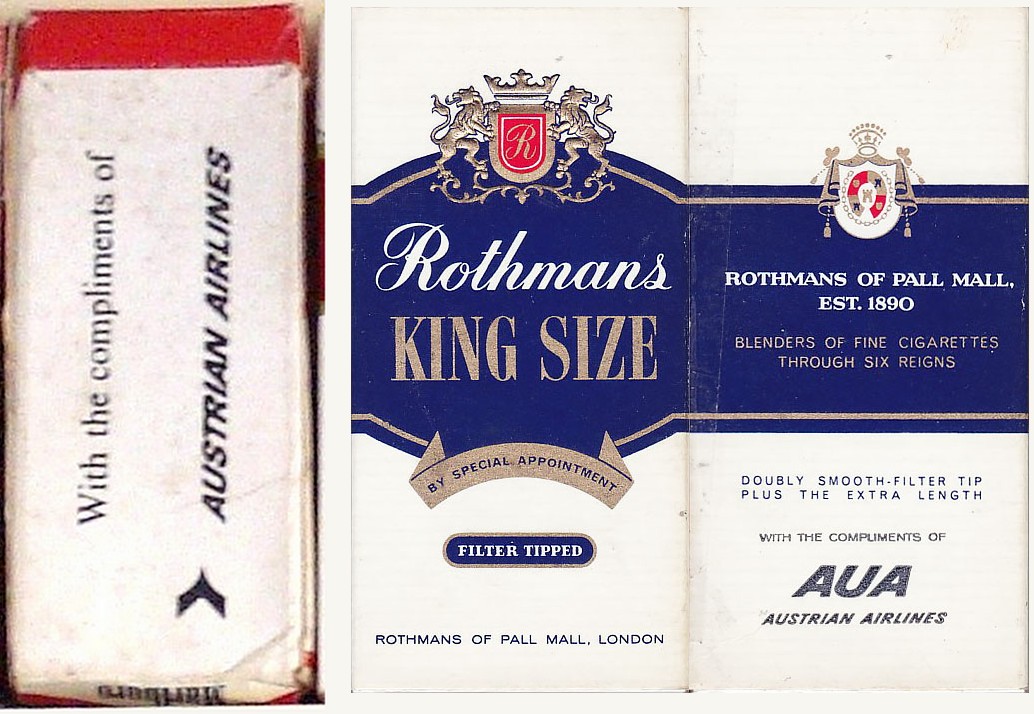 With the compliments of
AUSTRIAN AIRLINES
Marlboro
R
Rothmans
KING SIZE
BY SPECIAL APPOINTMENT
FILTER TIPPED
ROTHMANS OF PALL MALL, LONDON
ROTHMANS OF PALL MALL,
EST. 1890
BLENDERS OF FINE CIGARETTES
THROUGH SIX REIGNS
DOUBLY SMOOTH-FILTER TIP
PLUS THE EXTRA LENGTH
WITH THE COMPLIMENTS OF
AUA
AUSTRIAN AIRLINES